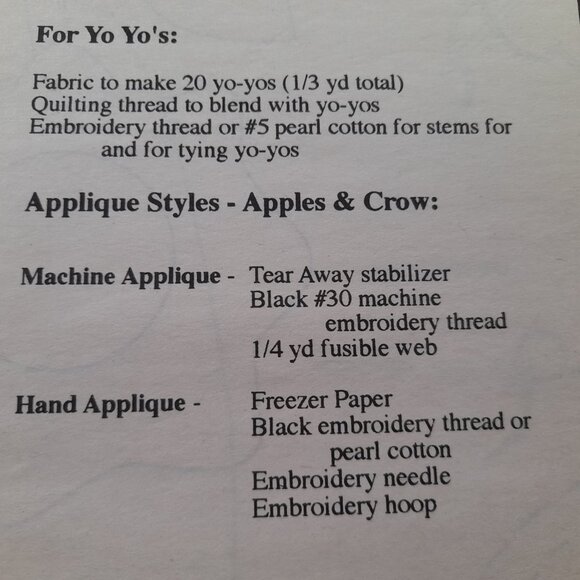 For Yo Yo's:
Fabric to make 20 yo-yos (1/3 yd total)
Quilting thread to blend with yo-yos
Embroidery thread or #5 pearl cotton for stems for
and for tying yo-yos
Applique Styles - Apples & Crow:
Machine Applique - Tear Away stabilizer
Black #30 machine
embroidery thread
1/4 yd fusible web
Hand Applique - Freezer Paper
Black embroidery thread or
pearl cotton
Embroidery needle
Embroidery hoop